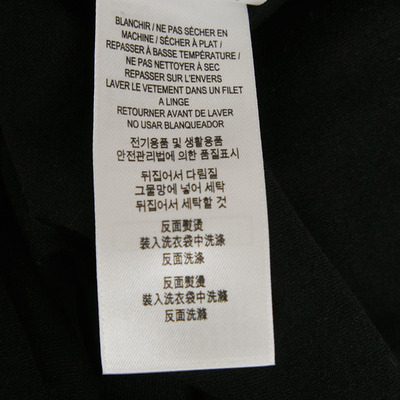 BLANCHIR / NE PAS SÉCHER EN
MACHINE / SÉCHER À PLAT /
REPASSER À BASSE TEMPÉRATURE /
NE PAS NETTOYER À SEC
REPASSER SUR L'ENVERS
LAVER LE VETEMENT DANS UN FILET
A LINGE
RETOURNER AVANT DE LAVER
NO USAR BLANQUEADOR
전기용품 및 생활용품
안전관리법에 의한 품질표시
뒤집어서 다림질
그물망에 넣어 세탁
뒤집어서 세탁할 것
反面熨烫
装入洗衣袋中洗涤
反面洗涤
反面熨燙
裝入洗衣袋中洗滌
反面洗滌